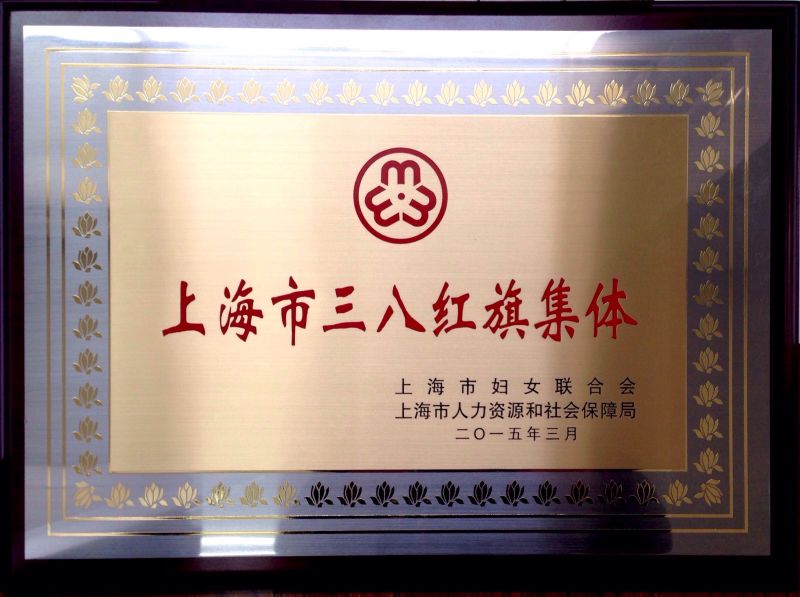 上海市三八红旗集体
上海市妇女联合会
上海市人力资源和社会保障局
二〇一五年三月